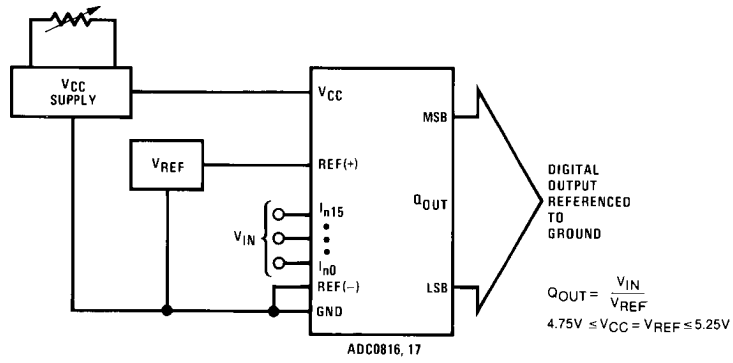 VCC
SUPPLY
VREF
VIN
VCC
REF(+)
In15
In0
REF(−)
GND
MSB
QOUT
LSB
ADC0816, 17
DIGITAL
OUTPUT
REFERENCED
TO
GROUND
QOUT = VIN / VREF
4.75V ≤ VCC = VREF ≤ 5.25V